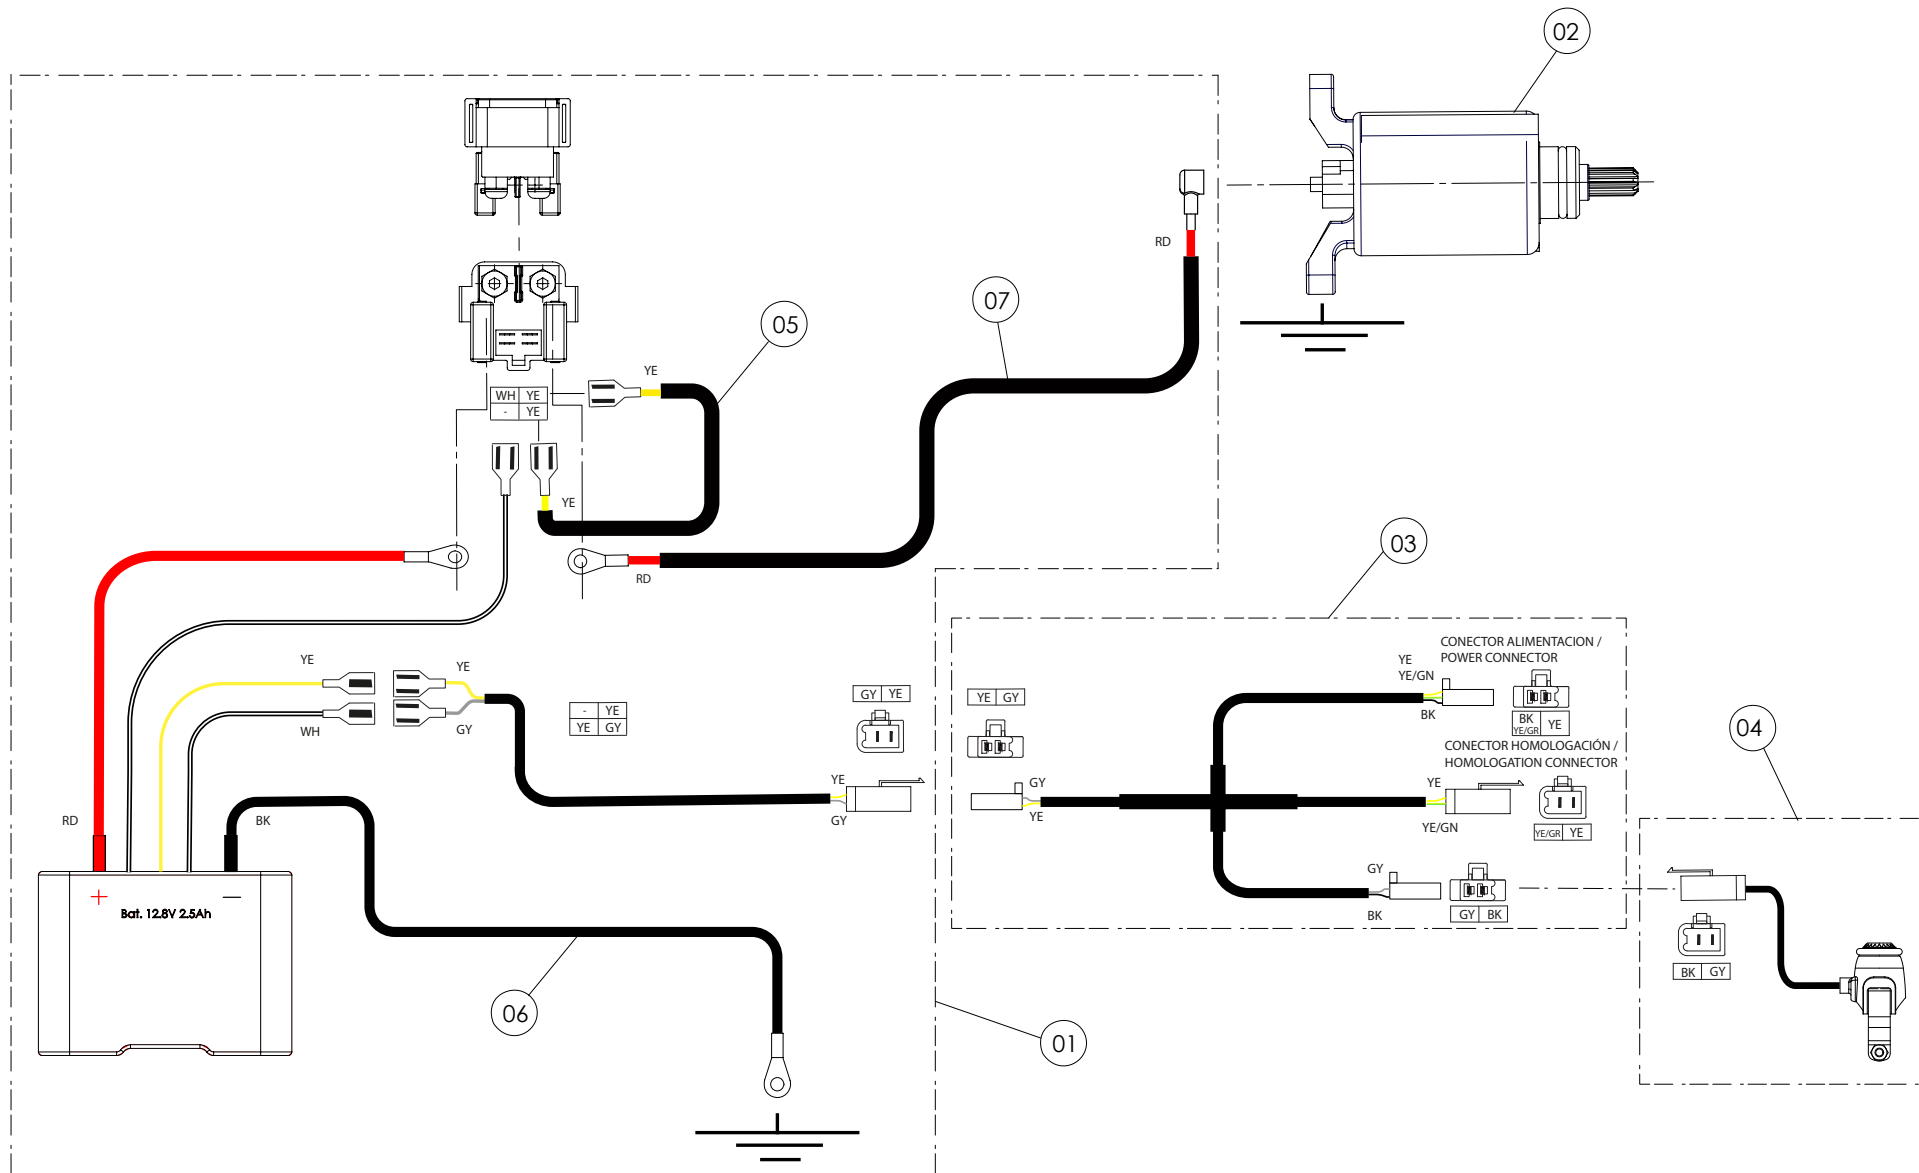 02
RD
07
05
YE
WH YE
- YE
YE
RD
03
CONECTOR ALIMENTACION /
POWER CONNECTOR
YE
YE/GN
BK
BK
YE/GR
YE
CONECTOR HOMOLOGACIÓN /
HOMOLOGATION CONNECTOR
YE
YE/GN
YE/GR YE
GY
BK
GY BK
YE GY
GY
YE
04
BK GY
YE
YE
WH
GY
- YE
YE GY
GY YE
YE
GY
RD
BK
+ −
Bat. 12.8V 2.5Ah
06
01